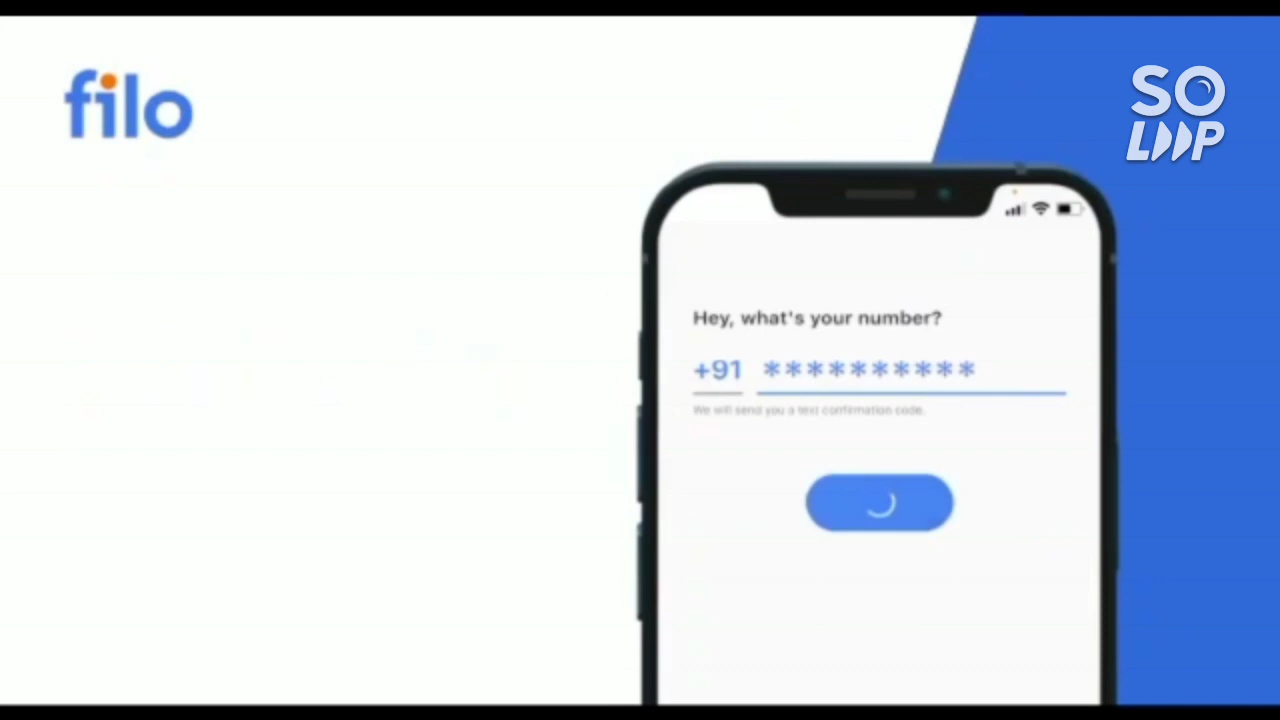 filo
SO
LOOP
Hey, what's your number?
+91 **********
We will send you a text confirmation code.